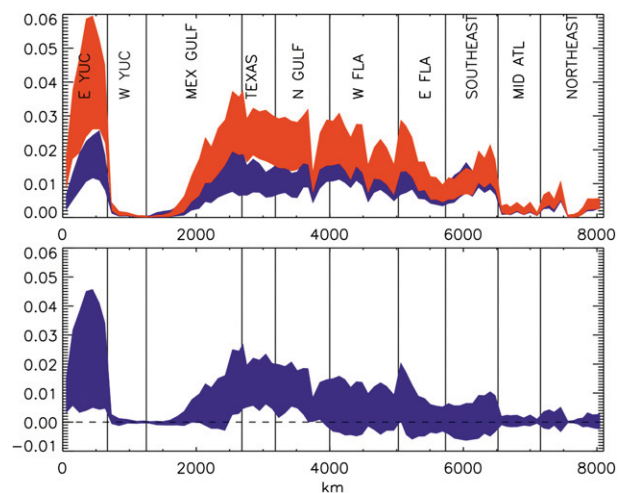 0.06
0.05
0.04
0.03
0.02
0.01
0.00
E YUC
W YUC
MEX GULF
TEXAS
N GULF
W FLA
E FLA
SOUTHEAST
MID ATL
NORTHEAST
0 2000 4000 6000 8000
0.06
0.05
0.04
0.03
0.02
0.01
0.00
-0.01
0 2000 4000 6000 8000
km